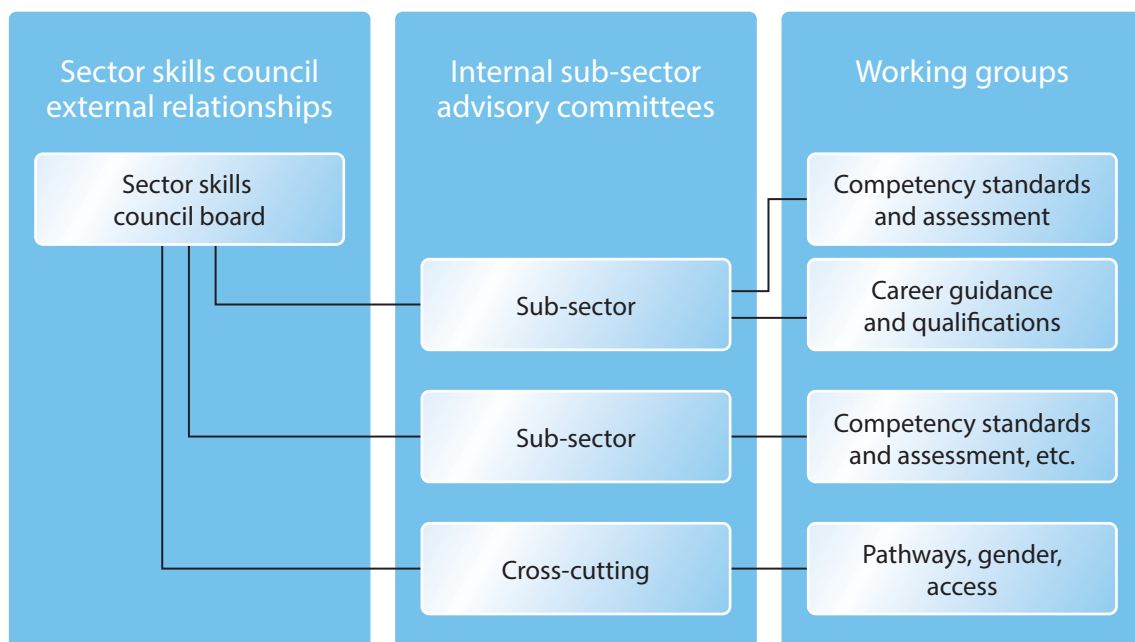 Sector skills council
external relationships
Sector skills
council board
Internal sub-sector
advisory committees
Sub-sector
Sub-sector
Cross-cutting
Working groups
Competency standards
and assessment
Career guidance
and qualifications
Competency standards
and assessment, etc.
Pathways, gender,
access